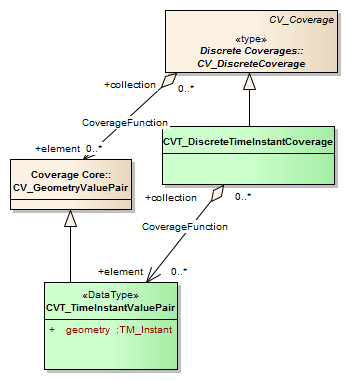 CV_Coverage
«type»
Discrete Coverages::
CV_DiscreteCoverage
+collection
0..*
CoverageFunction
+element 0..*
CVT_DiscreteTimeInstantCoverage
Coverage Core::
CV_GeometryValuePair
+collection
0..*
CoverageFunction
+element
0..*
«DataType»
CVT_TimeInstantValuePair
+ geometry :TM_Instant